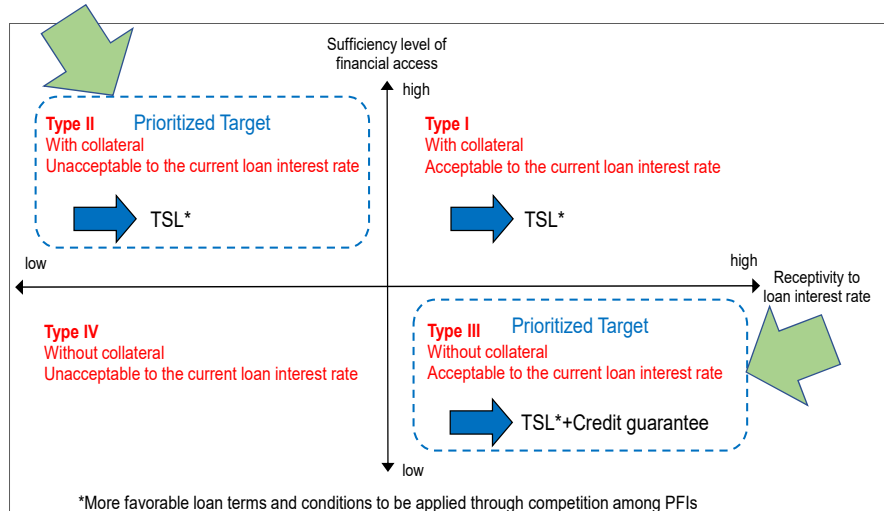 Sufficiency level of
financial access
high
Type II
Prioritized Target
With collateral
Unacceptable to the current loan interest rate
TSL*
Type I
With collateral
Acceptable to the current loan interest rate
TSL*
low
high
Receptivity to
loan interest rate
Type IV
Without collateral
Unacceptable to the current loan interest rate
Type III
Prioritized Target
Without collateral
Acceptable to the current loan interest rate
TSL*+Credit guarantee
low
*More favorable loan terms and conditions to be applied through competition among PFIs